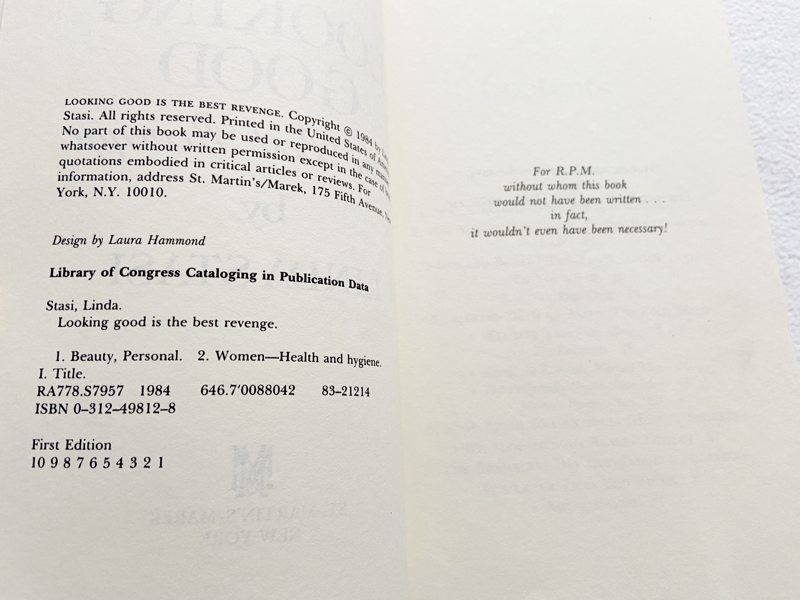 LOOKING GOOD IS THE BEST REVENGE. Copyright © 1984 by
Stasi. All rights reserved. Printed in the United States of
No part of this book may be used or reproduced in any manner
whatsoever without written permission except in the case of
quotations embodied in critical articles or reviews. For
information, address St. Martin's/Marek, 175 Fifth Avenue,
York, N.Y. 10010.
Design by Laura Hammond
Library of Congress Cataloging in Publication Data
Stasi, Linda.
Looking good is the best revenge.
1. Beauty, Personal. 2. Women—Health and hygiene.
I. Title.
RA778.S7957 1984 646.7'0088042 83-21214
ISBN 0-312-49812-8
First Edition
10 9 8 7 6 5 4 3 2 1
For R.P.M.
without whom this book
would not have been written . . .
in fact,
it wouldn't even have been necessary!